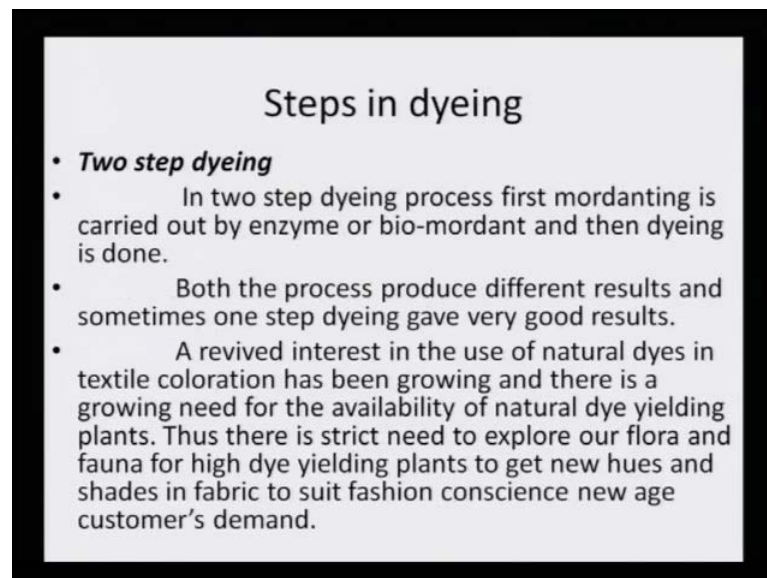 Steps in dyeing
• Two step dyeing
• In two step dyeing process first mordanting is
carried out by enzyme or bio-mordant and then dyeing
is done.
• Both the process produce different results and
sometimes one step dyeing gave very good results.
• A revived interest in the use of natural dyes in
textile coloration has been growing and there is a
growing need for the availability of natural dye yielding
plants. Thus there is strict need to explore our flora and
fauna for high dye yielding plants to get new hues and
shades in fabric to suit fashion conscience new age
customer's demand.